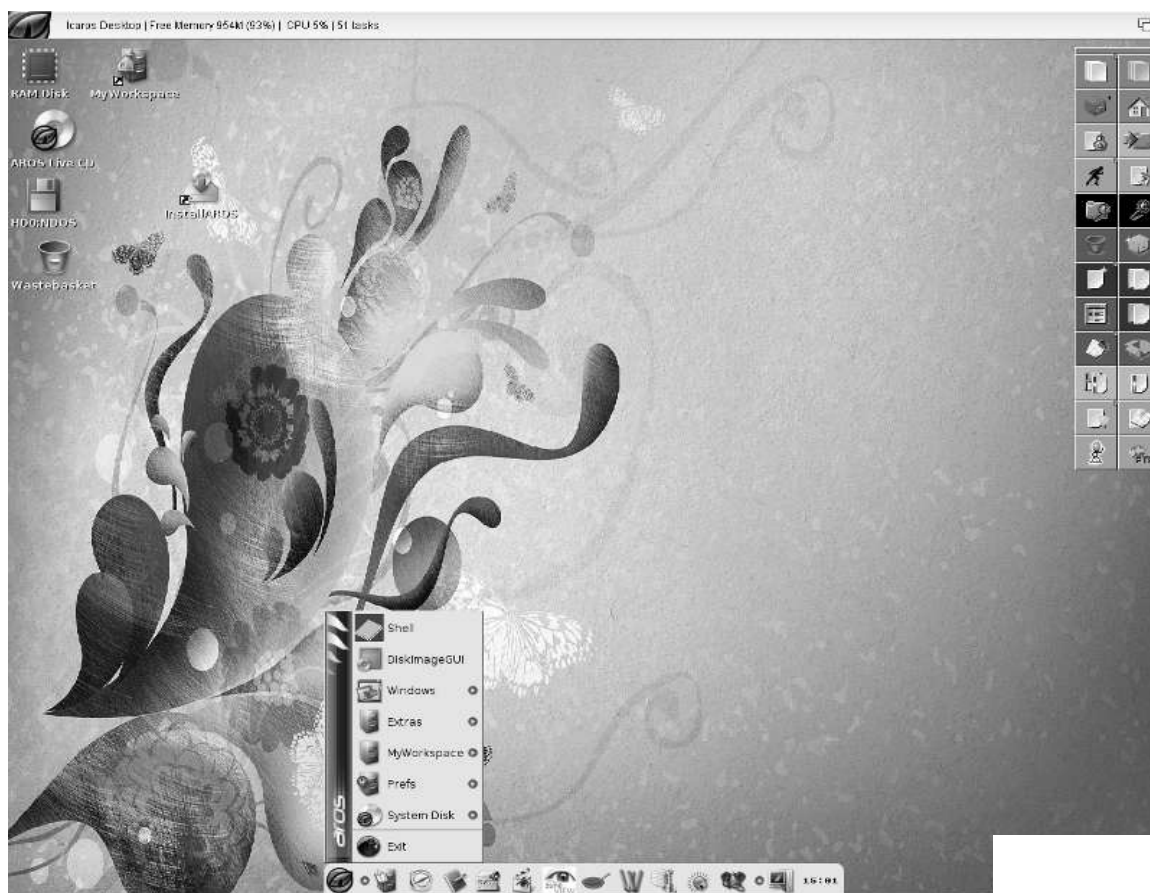 Icaros Desktop | Free Memory 954M (93%) | CPU 5% | 51 tasks
RAM Disk
MyWorkspace
AROS Live CD
InstallAROS
HD0:NDOS
Wastebasket
Shell
DiskImageGUI
Windows
Extras
MyWorkspace
Prefs
System Disk
Exit
aros
15:01